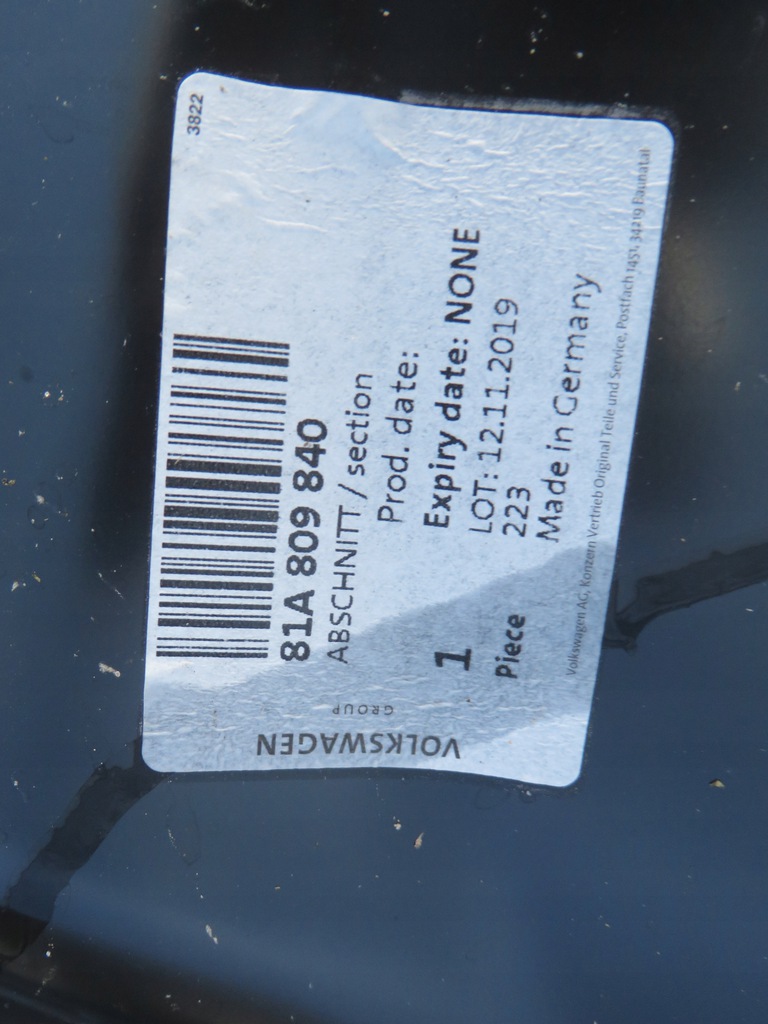 3822
81A 809 840
ABSCHNITT / section
Prod. date:
Expiry date: NONE
LOT: 12.11.2019
223
Made in Germany
1
Piece
VOLKSWAGEN
GROUP
Volkswagen AG, Konzern Vertrieb Original Teile und Service, Postfach 1451, 34219 Baunatal